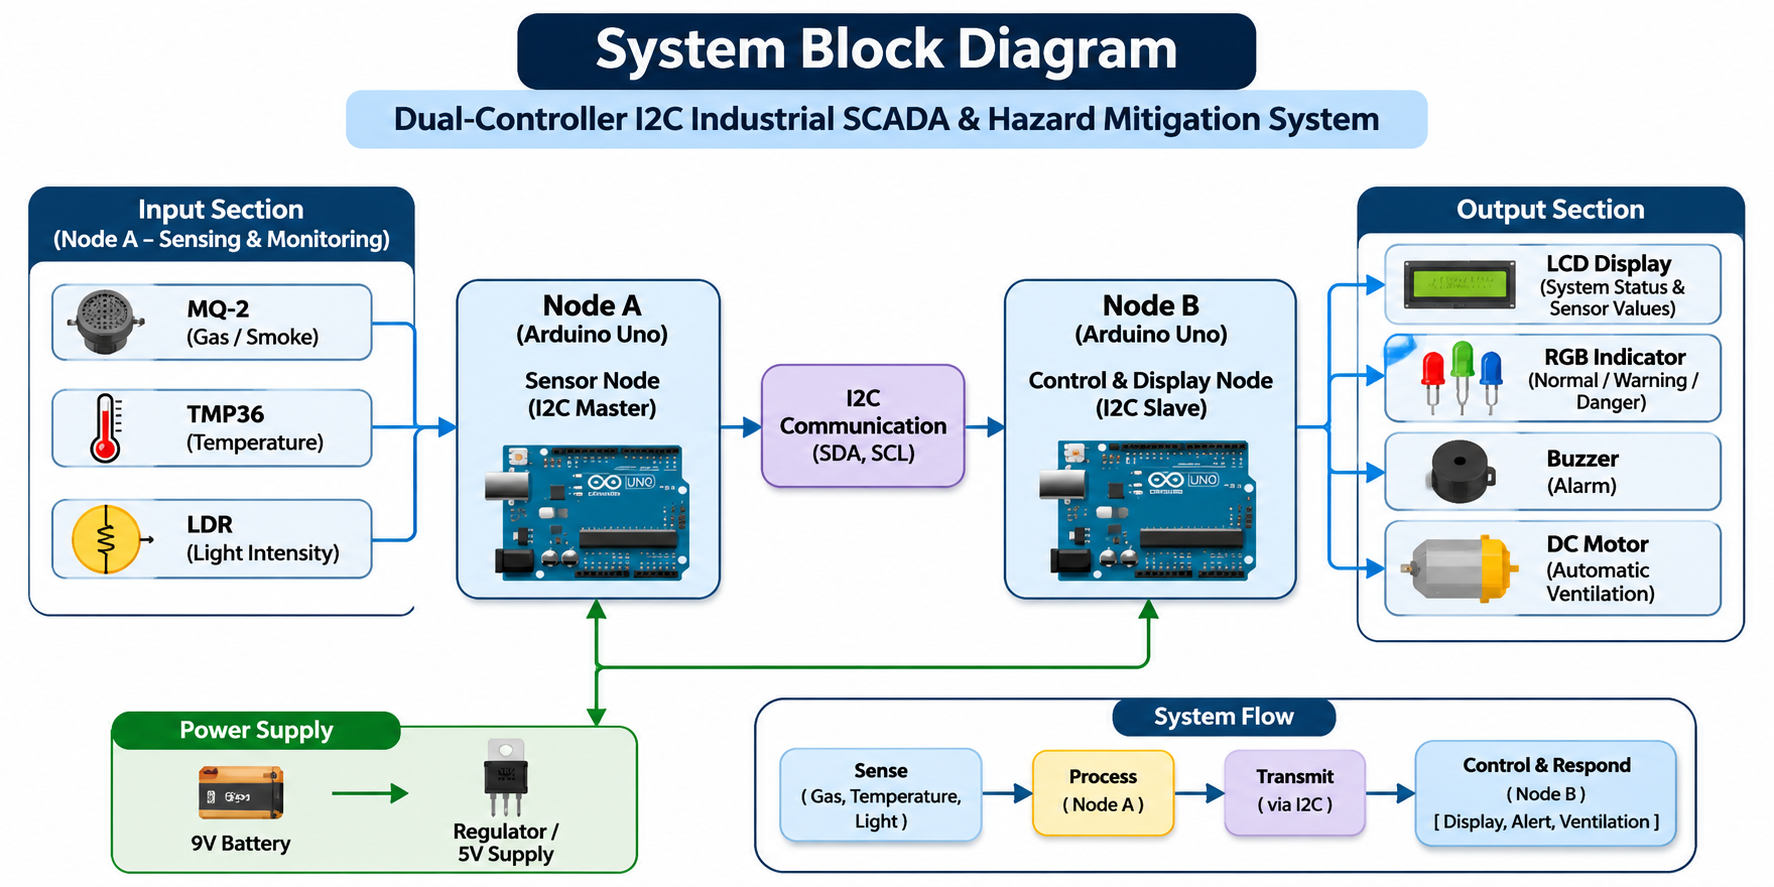 System Block Diagram
Dual-Controller I2C Industrial SCADA & Hazard Mitigation System
Input Section
(Node A – Sensing & Monitoring)
MQ-2
(Gas / Smoke)
TMP36
(Temperature)
LDR
(Light Intensity)
Node A
(Arduino Uno)
Sensor Node
(I2C Master)
UNO
I2C
Communication
(SDA, SCL)
Node B
(Arduino Uno)
Control & Display Node
(I2C Slave)
UNO
Output Section
LCD Display
(System Status &
Sensor Values)
RGB Indicator
(Normal / Warning /
Danger)
Buzzer
(Alarm)
DC Motor
(Automatic
Ventilation)
Power Supply
9V Battery
Regulator /
5V Supply
System Flow
Sense
( Gas, Temperature,
Light )
Process
( Node A )
Transmit
( via I2C )
Control & Respond
( Node B )
[ Display, Alert, Ventilation ]